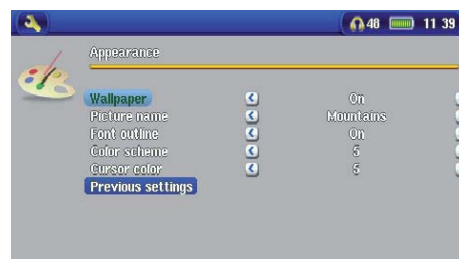 48 11 39
Appearance
Wallpaper On
Picture name Mountains
Font outline On
Color scheme 5
Cursor color 5
Previous settings